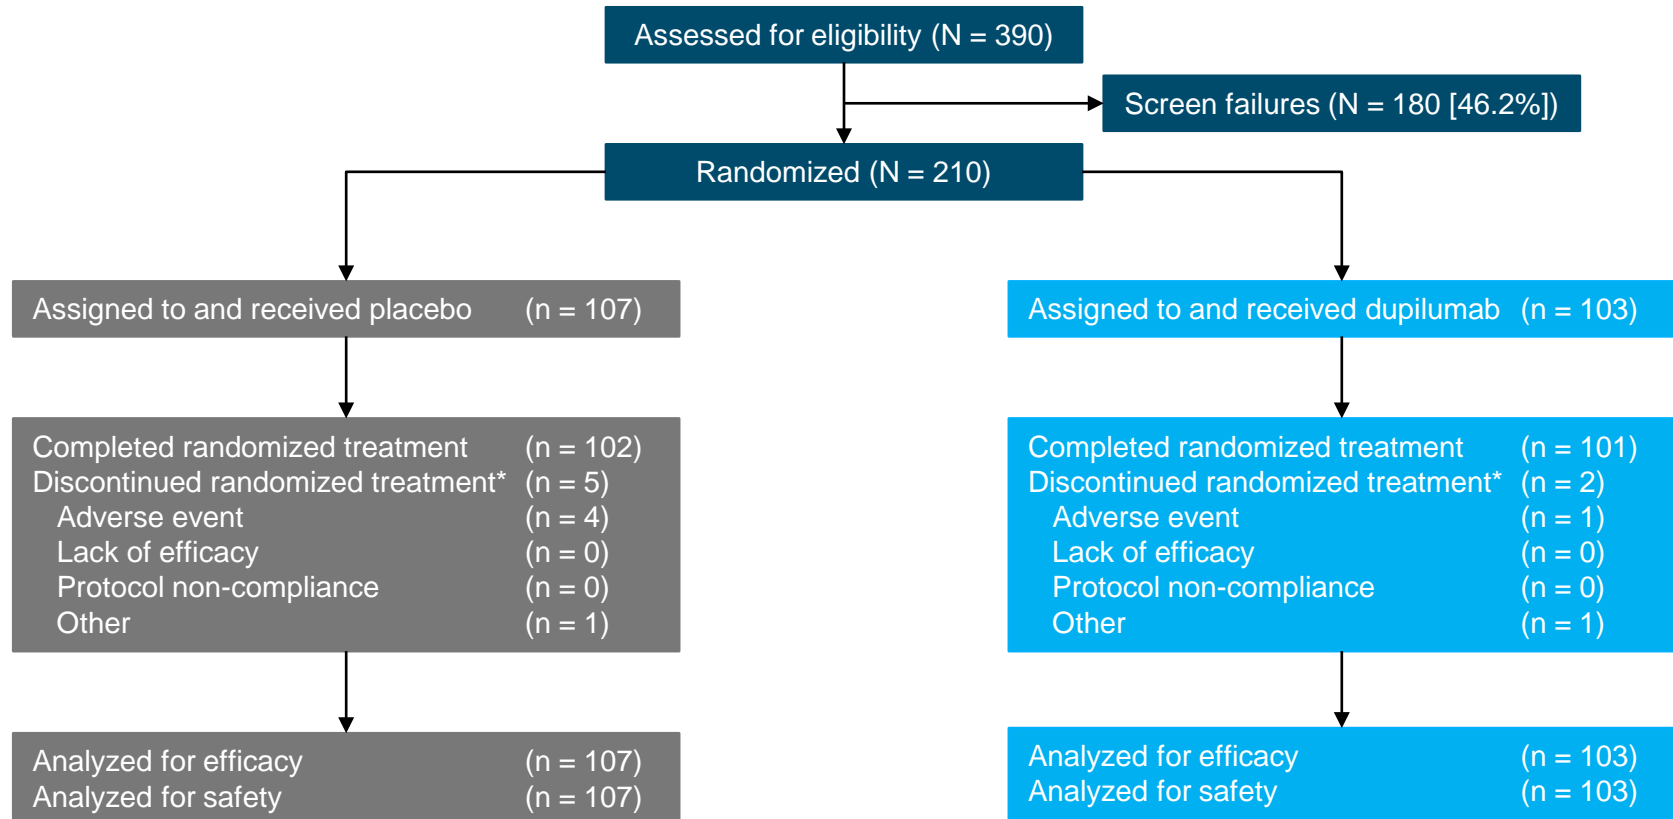 Assessed for eligibility (N = 390)
Screen failures (N = 180 [46.2%])
Randomized (N = 210)
Assigned to and received placebo (n = 107)
Completed randomized treatment (n = 102)
Discontinued randomized treatment* (n = 5)
Adverse event (n = 4)
Lack of efficacy (n = 0)
Protocol non-compliance (n = 0)
Other (n = 1)
Analyzed for efficacy (n = 107)
Analyzed for safety (n = 107)
Assigned to and received dupilumab (n = 103)
Completed randomized treatment (n = 101)
Discontinued randomized treatment* (n = 2)
Adverse event (n = 1)
Lack of efficacy (n = 0)
Protocol non-compliance (n = 0)
Other (n = 1)
Analyzed for efficacy (n = 103)
Analyzed for safety (n = 103)